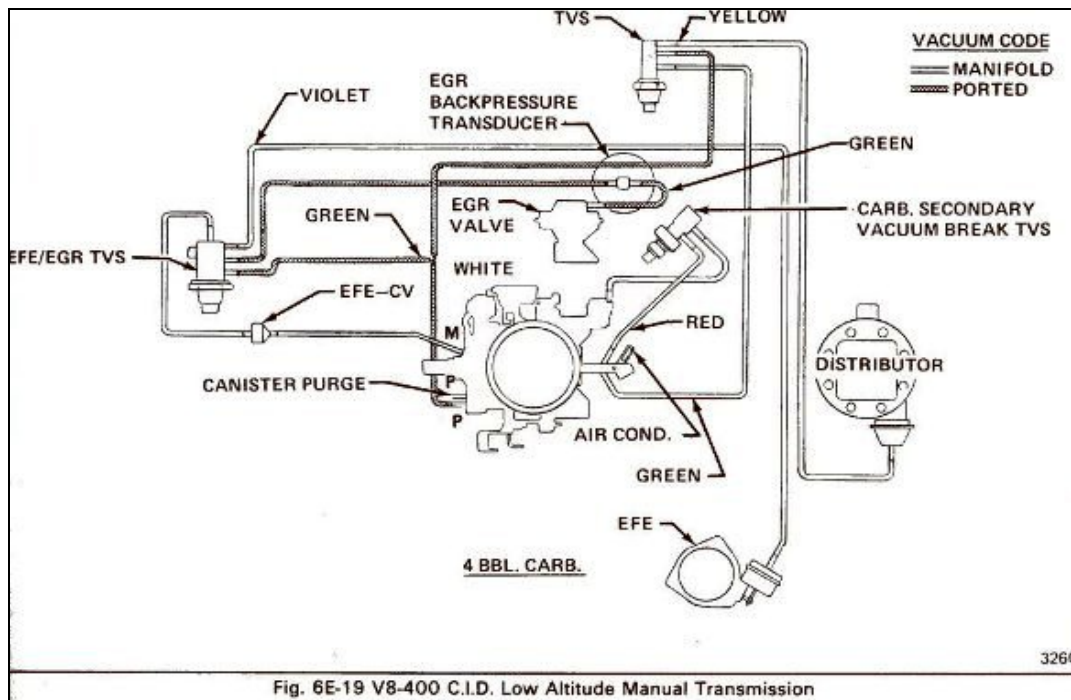 TVS
YELLOW
VACUUM CODE
MANIFOLD
PORTED
EGR
BACKPRESSURE
TRANSDUCER
VIOLET
GREEN
EGR
VALVE
CARB. SECONDARY
VACUUM BREAK TVS
GREEN
EFE/EGR TVS
WHITE
EFE-CV
RED
M
CANISTER PURGE
P
P
DiSTRIBUTOR
AIR COND.
GREEN
EFE
4 BBL. CARB.
Fig. 6E-19 V8-400 C.I.D. Low Altitude Manual Transmission